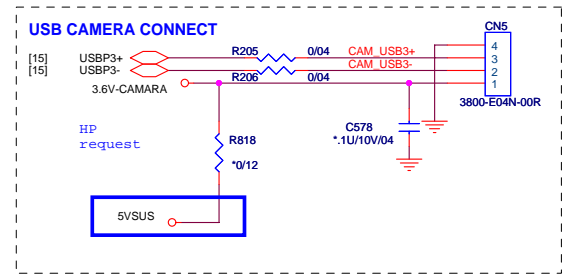 USB CAMERA CONNECT
CN5
[15] USBP3+ R205 0/04 CAM_USB3+ 4
[15] USBP3- R206 0/04 CAM_USB3- 3
2
3.6V-CAMARA 1
3800-E04N-00R
HP
request
R818
*0/12
C578
*.1U/10V/04
5VSUS